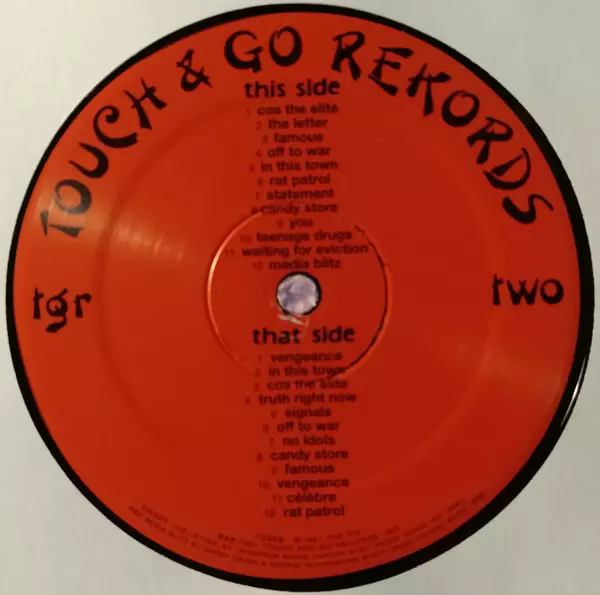 TOUCH & GO REKORDS
this side
1 cos the elite
2 the letter
3 famous
4 off to war
5 in this town
6 rat patrol
7 statement
8 candy store
9 you
10 teenage drugs
11 waiting for eviction
12 media blitz
tgr
two
that side
1 vengeance
2 in this town
3 cos the elite
4 truth right now
5 signals
6 off to war
7 no idols
8 candy store
9 famous
10 vengeance
11 célèbre
12 rat patrol